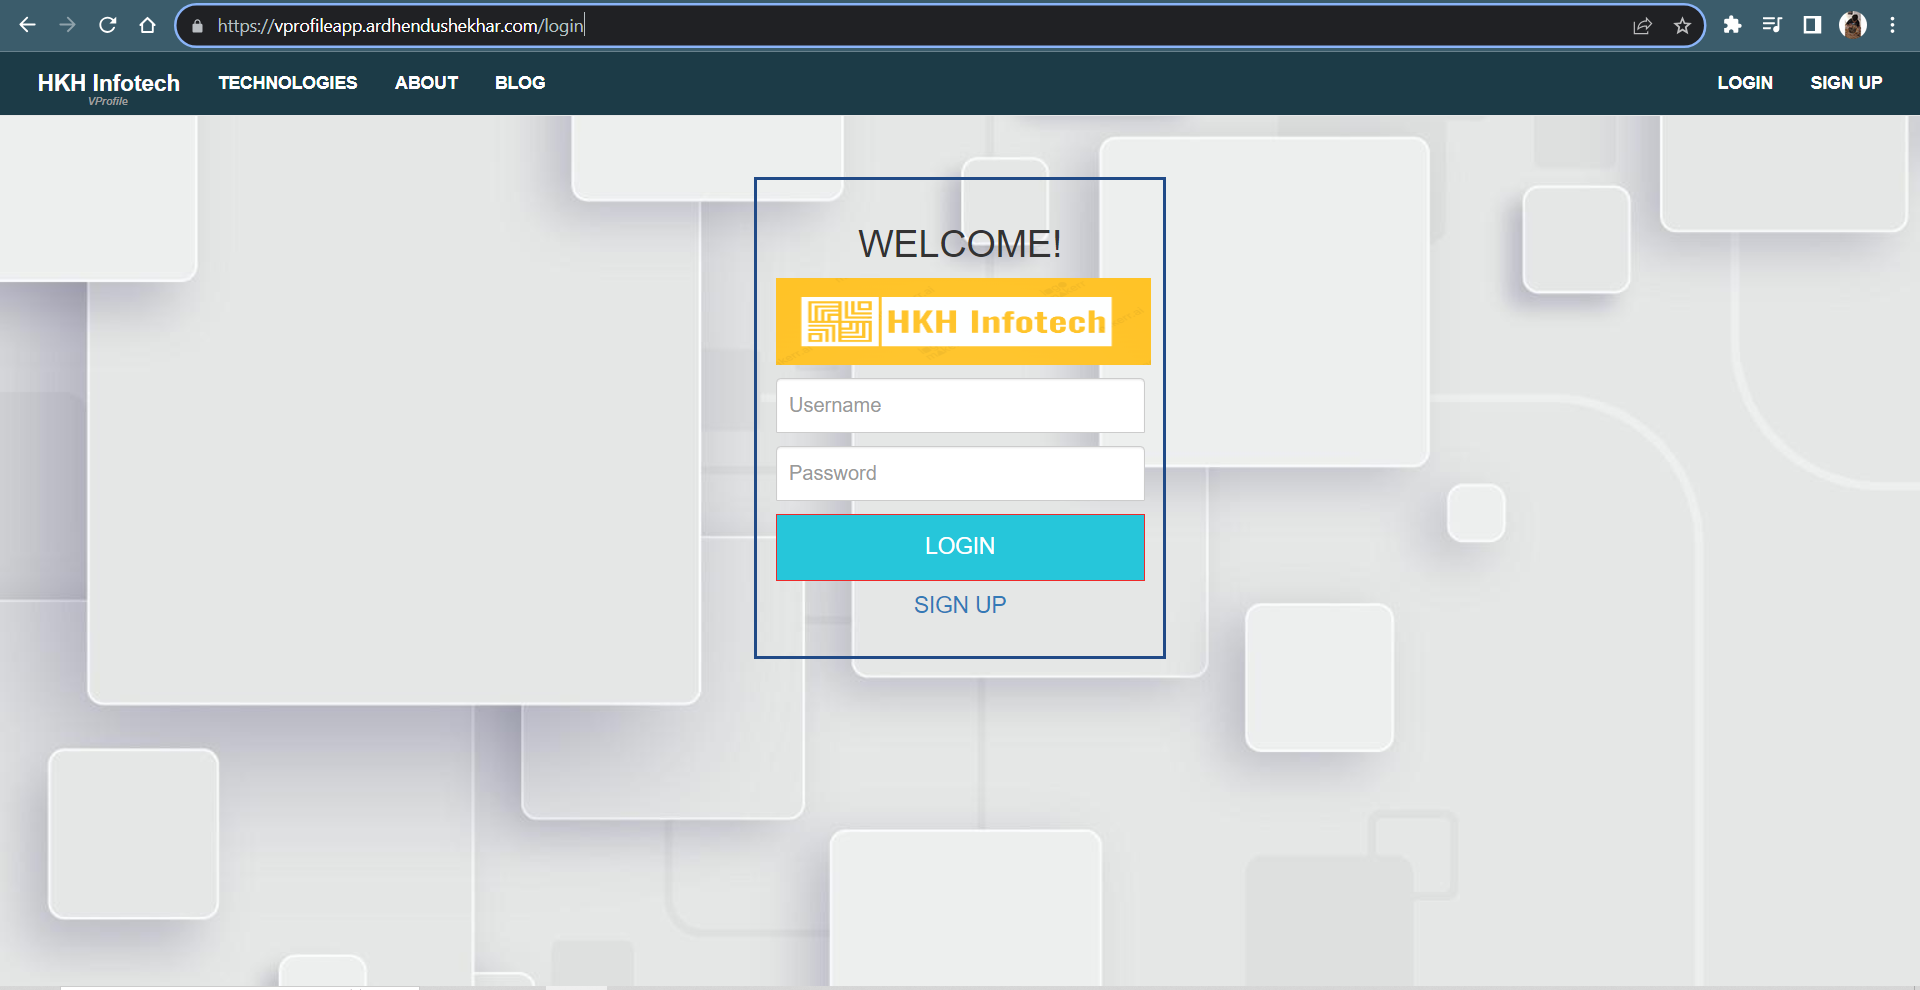 https://vprofileapp.ardhendushekhar.com/login
HKH Infotech TECHNOLOGIES ABOUT BLOG LOGIN SIGN UP
VProfile
WELCOME!
HKH Infotech
Username
Password
LOGIN
SIGN UP